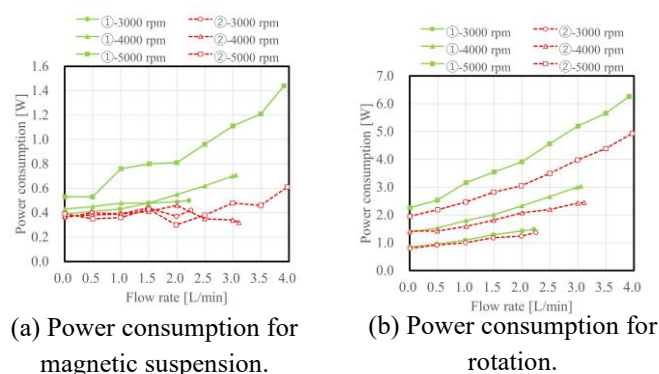 ①-3000 rpm ②-3000 rpm
①-4000 rpm ②-4000 rpm
①-5000 rpm ②-5000 rpm
1.6
1.4
1.2
1.0
0.8
0.6
0.4
0.2
0.0
Power consumption [W]
0.0 0.5 1.0 1.5 2.0 2.5 3.0 3.5 4.0
Flow rate [L/min]
(a) Power consumption for
magnetic suspension.
①-3000 rpm ②-3000 rpm
①-4000 rpm ②-4000 rpm
①-5000 rpm ②-5000 rpm
7.0
6.0
5.0
4.0
3.0
2.0
1.0
0.0
Power consumption [W]
0.0 0.5 1.0 1.5 2.0 2.5 3.0 3.5 4.0
Flow rate [L/min]
(b) Power consumption for
rotation.